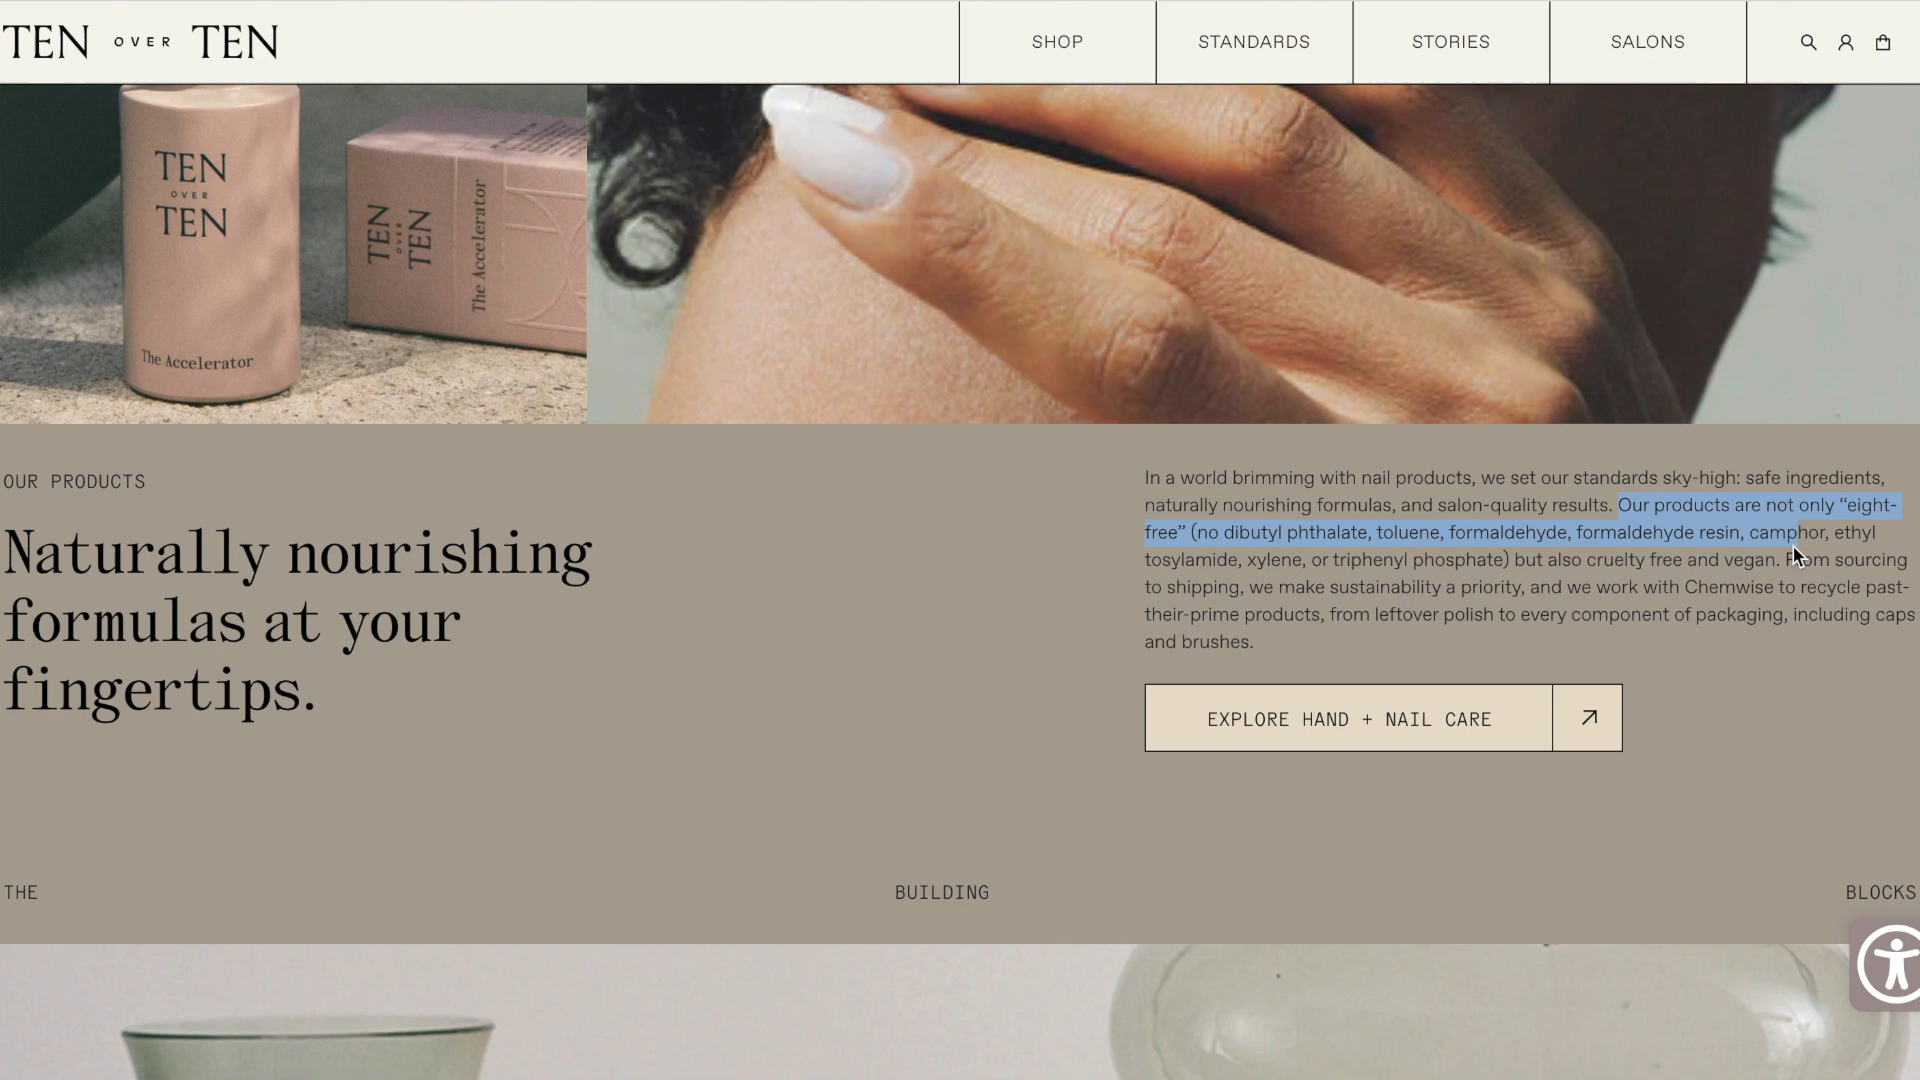 TEN OVER TEN
SHOP
STANDARDS
STORIES
SALONS
TEN
OVER
TEN
The Accelerator
TEN
OVER
TEN
The Accelerator
OUR PRODUCTS
Naturally nourishing
formulas at your
fingertips.
In a world brimming with nail products, we set our standards sky-high: safe ingredients,
naturally nourishing formulas, and salon-quality results. Our products are not only “eight-
free” (no dibutyl phthalate, toluene, formaldehyde, formaldehyde resin, camphor, ethyl
tosylamide, xylene, or triphenyl phosphate) but also cruelty free and vegan. From sourcing
to shipping, we make sustainability a priority, and we work with Chemwise to recycle past-
their-prime products, from leftover polish to every component of packaging, including caps
and brushes.
EXPLORE HAND + NAIL CARE
THE BUILDING BLOCKS